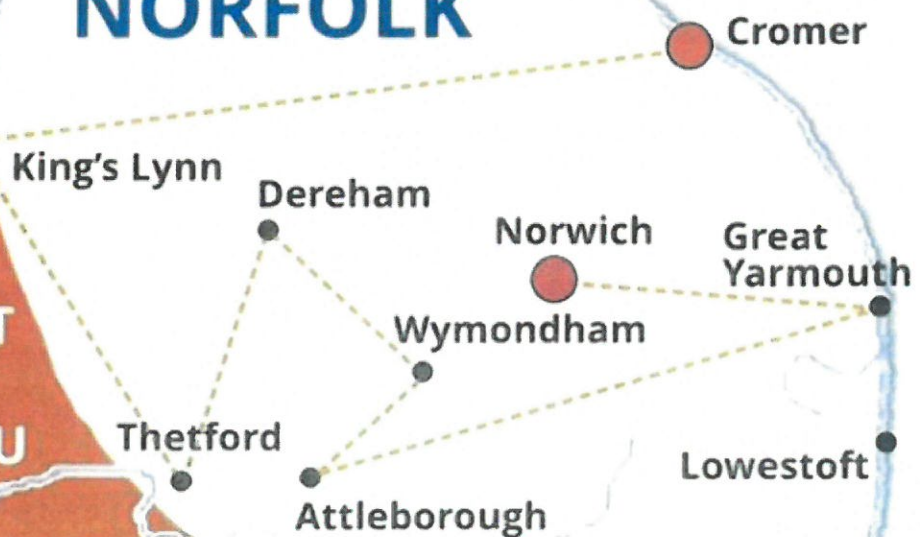 NORFOLK
Cromer
King's Lynn
Dereham
Norwich
Great
Yarmouth
Wymondham
T
Thetford
U
Lowestoft
Attleborough